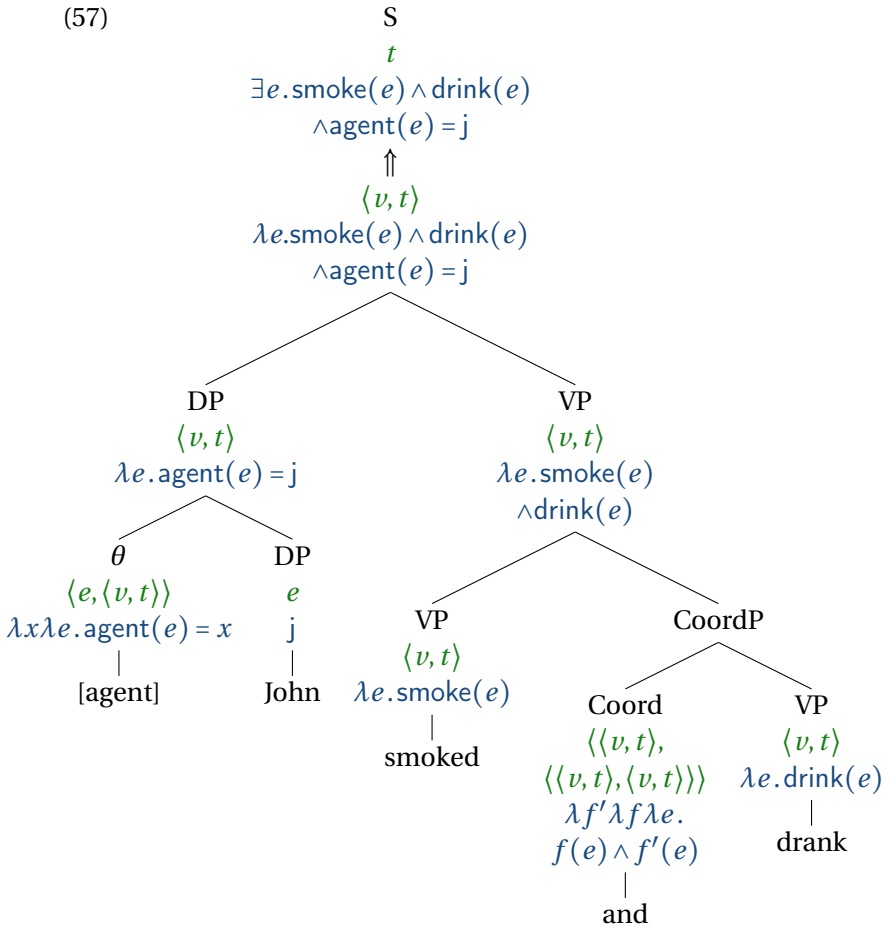 (57) S
t
∃e.smoke(e) ∧ drink(e)
∧agent(e) = j
⇑
⟨v, t⟩
λe.smoke(e) ∧ drink(e)
∧agent(e) = j
DP VP
⟨v, t⟩ ⟨v, t⟩
λe.agent(e) = j λe.smoke(e)
∧drink(e)
θ DP
⟨e,⟨v, t⟩⟩ e
λxλe.agent(e) = x j
[agent] John
VP CoordP
⟨v, t⟩
λe.smoke(e)
smoked
Coord VP
⟨⟨v, t⟩, ⟨v, t⟩
⟨⟨v, t⟩,⟨v, t⟩⟩⟩ λe.drink(e)
λf′λfλe. drank
f(e) ∧ f′(e)
and